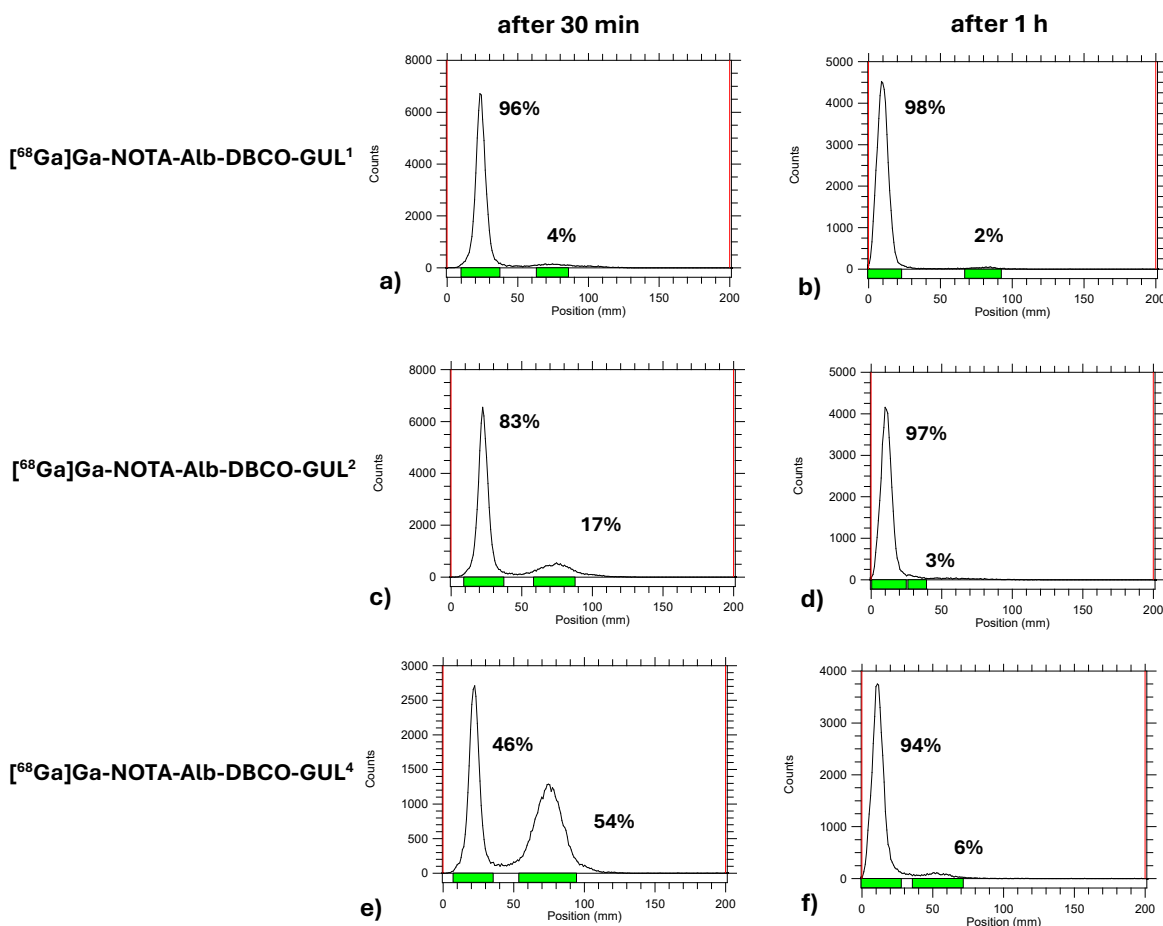 after 30 min
after 1 h
[⁶⁸Ga]Ga-NOTA-Alb-DBCO-GUL¹
8000
6000
4000
2000
0
Counts
96%
4%
a)
0 50 100 150 200
Position (mm)
5000
4000
3000
2000
1000
0
Counts
98%
2%
b)
0 50 100 150 200
Position (mm)
[⁶⁸Ga]Ga-NOTA-Alb-DBCO-GUL²
8000
6000
4000
2000
0
Counts
83%
17%
c)
0 50 100 150 200
Position (mm)
5000
4000
3000
2000
1000
0
Counts
97%
3%
d)
0 50 100 150 200
Position (mm)
[⁶⁸Ga]Ga-NOTA-Alb-DBCO-GUL⁴
3000
2500
2000
1500
1000
500
0
Counts
46%
54%
e)
0 50 100 150 200
Position (mm)
4000
3000
2000
1000
0
Counts
94%
6%
f)
0 50 100 150 200
Position (mm)